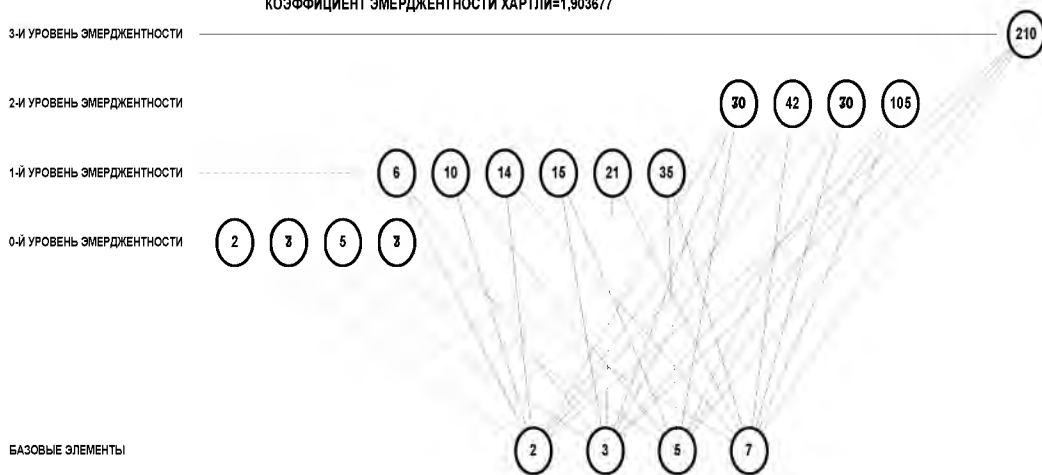 КОЭФФИЦИЕНТ ЭМЕРДЖЕНТНОСТИ ХАРТЛИ=1,903677
3-Й УРОВЕНЬ ЭМЕРДЖЕНТНОСТИ 210
2-Й УРОВЕНЬ ЭМЕРДЖЕНТНОСТИ 42 105
1-Й УРОВЕНЬ ЭМЕРДЖЕНТНОСТИ 6 10 14 15 21 35
0-Й УРОВЕНЬ ЭМЕРДЖЕНТНОСТИ 2 5
БАЗОВЫЕ ЭЛЕМЕНТЫ 2 3 5 7